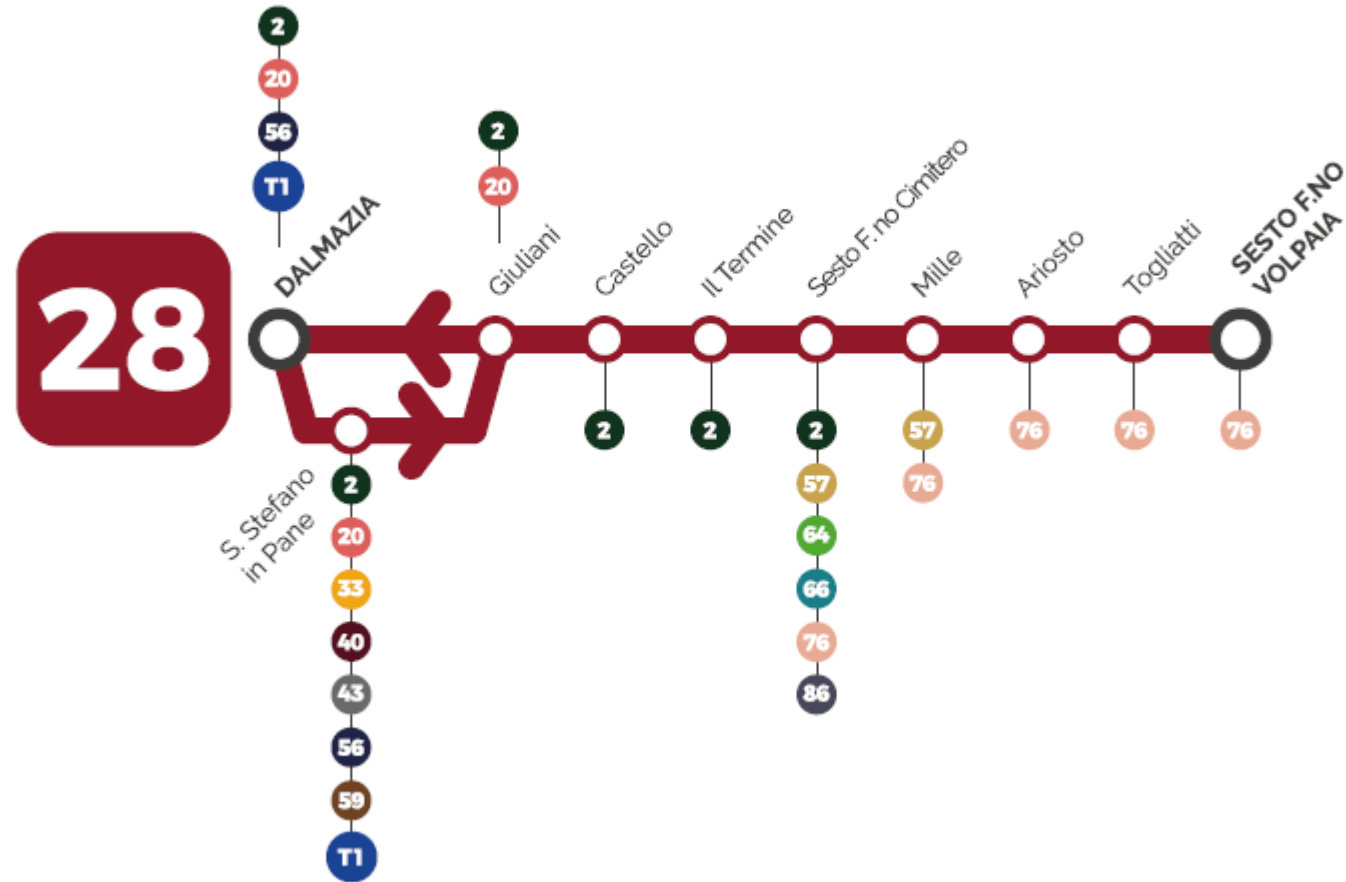 28
2
20
56
T1
DALMAZIA
2
20
Giuliani
Castello
2
Il Termine
2
Sesto F. no Cimitero
2
57
64
66
76
86
Mille
57
76
Ariosto
76
Togliatti
76
SESTO F.NO
VOLPAIA
76
S. Stefano
in Pane
2
20
33
40
43
56
59
T1